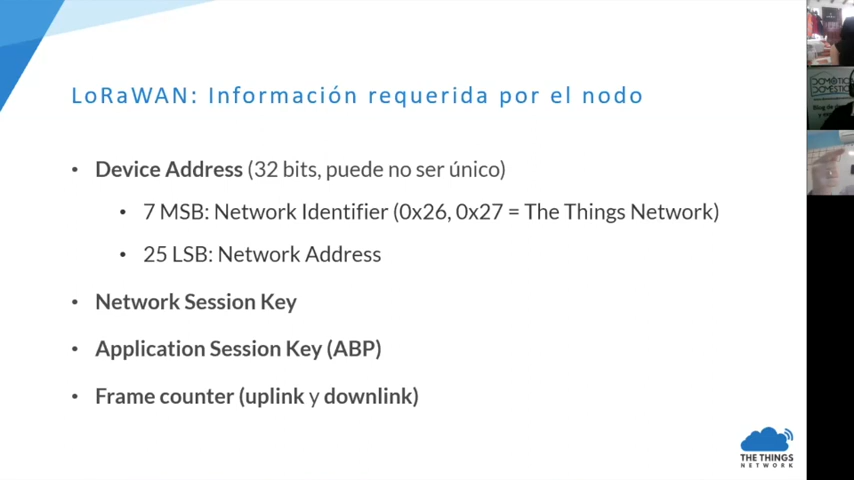 LoRaWAN: Información requerida por el nodo
• Device Address (32 bits, puede no ser único)
• 7 MSB: Network Identifier (0x26, 0x27 = The Things Network)
• 25 LSB: Network Address
• Network Session Key
• Application Session Key (ABP)
• Frame counter (uplink y downlink)
THE THINGS
NETWORK